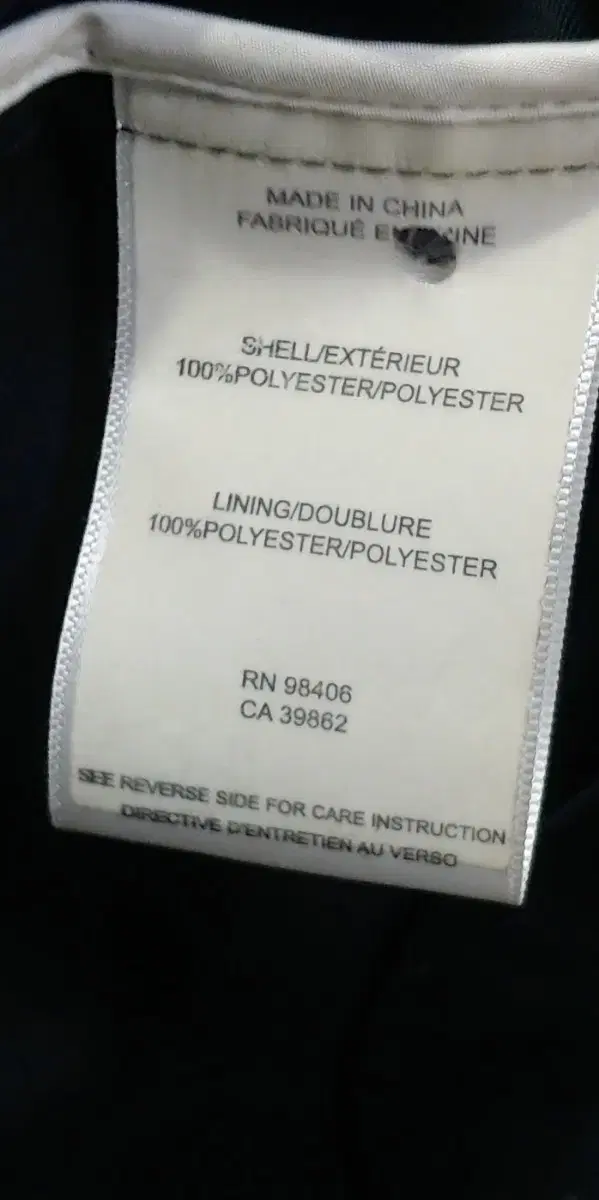 MADE IN CHINA
FABRIQUÉ
SHELL/EXTÉRIEUR
100%POLYESTER/POLYESTER
LINING/DOUBLURE
100%POLYESTER/POLYESTER
RN 98406
CA 39862
SEE REVERSE SIDE FOR CARE INSTRUCTION
DIRECTIVE D'ENTRETIEN AU VERSO